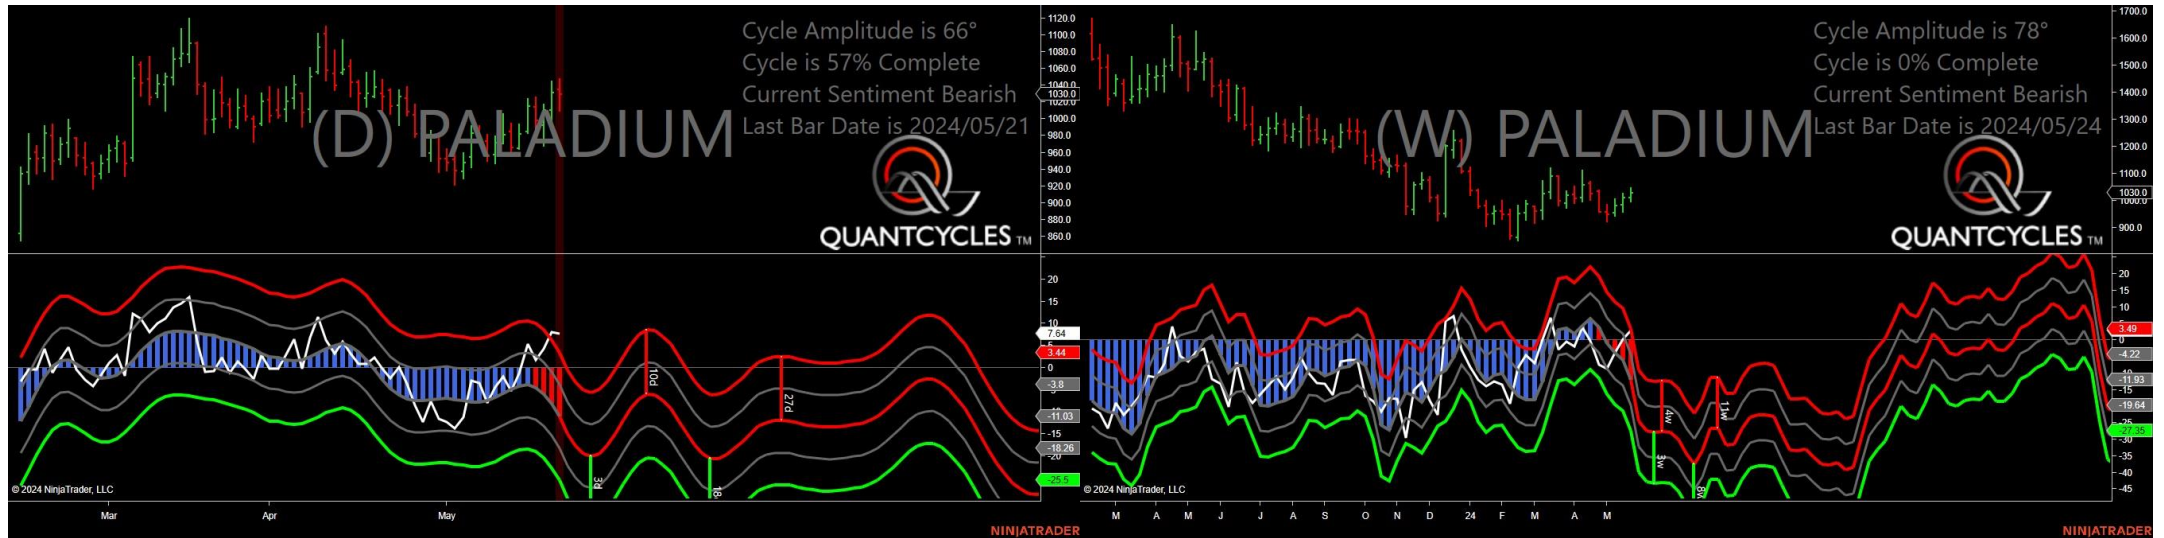 Cycle Amplitude is 66°
Cycle is 57% Complete
Current Sentiment Bearish
Last Bar Date is 2024/05/21
(D) PALADIUM
QUANTCYCLES TM
1120.0
1100.0
1080.0
1060.0
1040.0
1030.0
1020.0
1000.0
980.0
960.0
940.0
920.0
900.0
880.0
860.0
20
15
10
7.64
3.44
0
-3.8
-11.03
-15
-18.26
-20
-25.5
10d
27d
3d
18
© 2024 NinjaTrader, LLC
Mar Apr May
NINJATRADER
Cycle Amplitude is 78°
Cycle is 0% Complete
Current Sentiment Bearish
Last Bar Date is 2024/05/24
(W) PALADIUM
QUANTCYCLES TM
1700.0
1600.0
1500.0
1400.0
1300.0
1200.0
1100.0
1030.0
1000.0
900.0
20
15
10
3.49
0
-4.22
-11.93
-15
-19.64
-27.35
-30
-35
-40
-45
4w
11w
3w
© 2024 NinjaTrader, LLC
M A M J J A S O N D 24 F M A M
NINJATRADER